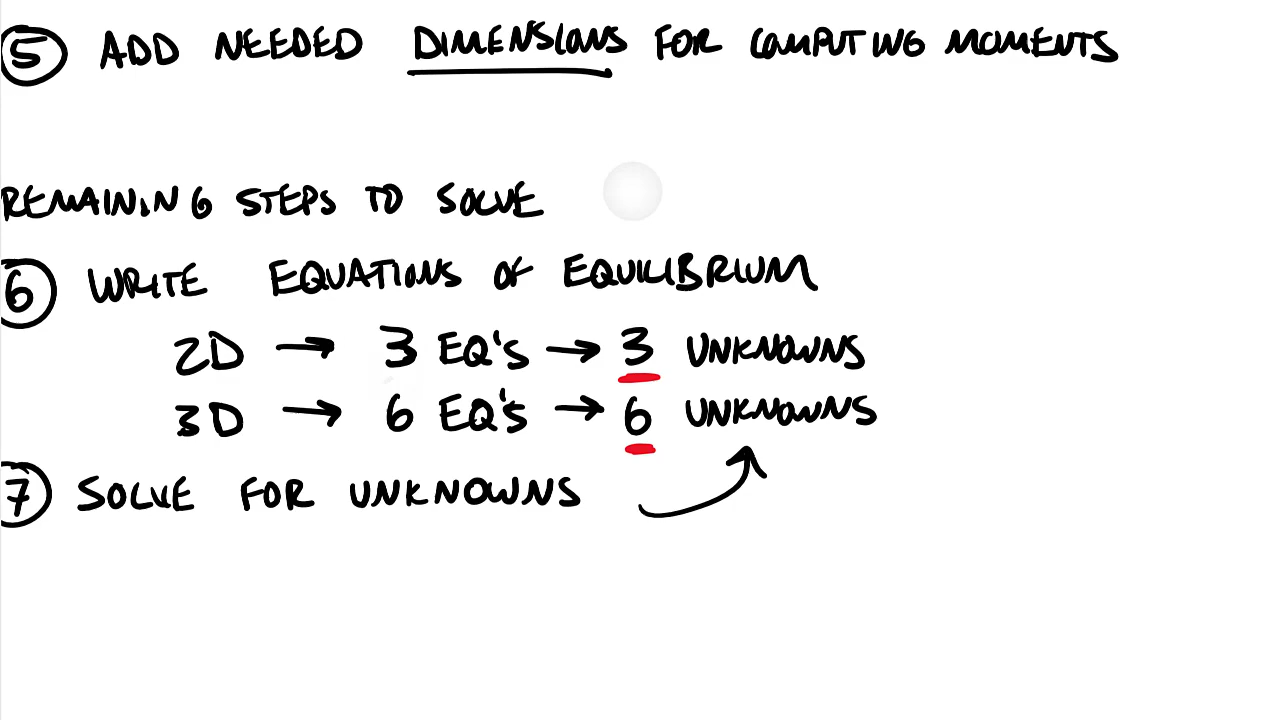 5 ADD NEEDED DIMENSIONS FOR COMPUTING MOMENTS
REMAINING STEPS TO SOLVE
6 WRITE EQUATIONS OF EQUILIBRIUM
2D → 3 EQ'S → 3 UNKNOWNS
3D → 6 EQ'S → 6 UNKNOWNS
7 SOLVE FOR UNKNOWNS